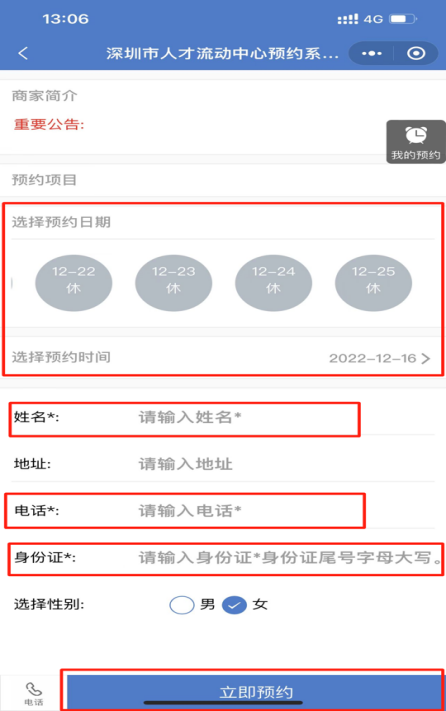 13:06
4G
深圳市人才流动中心预约系...
商家简介
重要公告:
我的预约
预约项目
选择预约日期
12-22 12-23 12-24 12-25
休 休 休 休
选择预约时间 2022-12-16
姓名*: 请输入姓名*
地址: 请输入地址
电话*: 请输入电话*
身份证*: 请输入身份证*身份证尾号字母大写。
选择性别: 男 女
电话 立即预约